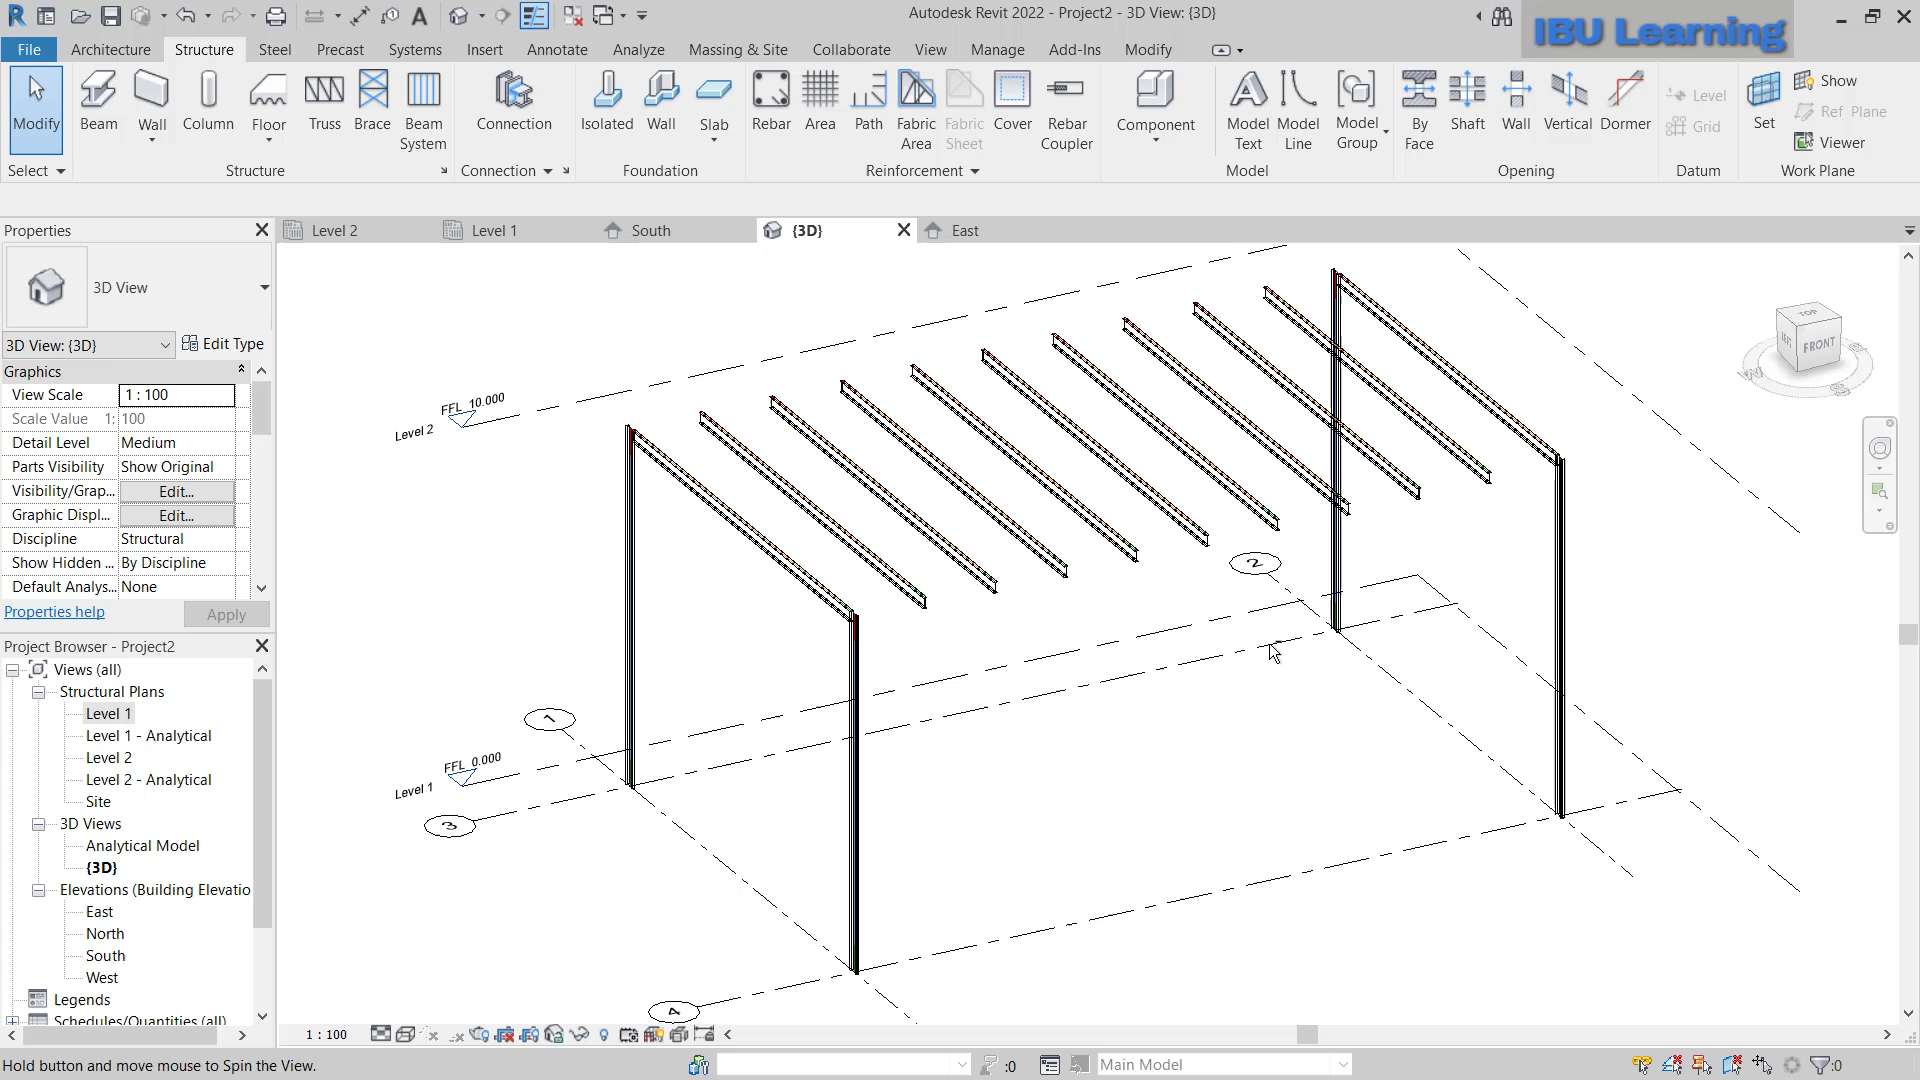 Autodesk Revit 2022 - Project2 - 3D View: {3D}
IBU Learning
File Architecture Structure Steel Precast Systems Insert Annotate Analyze Massing & Site Collaborate View Manage Add-Ins Modify
Modify Beam Wall Column Floor Truss Brace Beam System Connection Isolated Wall Slab Rebar Area Path Fabric Area Fabric Sheet Cover Rebar Coupler Component Model Text Model Line Model Group By Face Shaft Wall Vertical Dormer Level Grid Set Show Ref Plane Viewer
Select Structure Connection Foundation Reinforcement Model Opening Datum Work Plane
Properties
Level 2 Level 1 South {3D} East
3D View
3D View: {3D} Edit Type
Graphics
View Scale 1 : 100
Scale Value 1: 100
Detail Level Medium
Parts Visibility Show Original
Visibility/Grap... Edit...
Graphic Displ... Edit...
Discipline Structural
Show Hidden ... By Discipline
Default Analys... None
Properties help Apply
Project Browser - Project2
Views (all)
Structural Plans
Level 1
Level 1 - Analytical
Level 2
Level 2 - Analytical
Site
3D Views
Analytical Model
{3D}
Elevations (Building Elevatio
East
North
South
West
Legends
Schedules/Quantities (all)
FFL 10.000
Level 2
2
1
FFL 0.000
Level 1
3
4
TOP
LEFT
FRONT
W
S
1 : 100
Hold button and move mouse to Spin the View.
:0
Main Model
:0